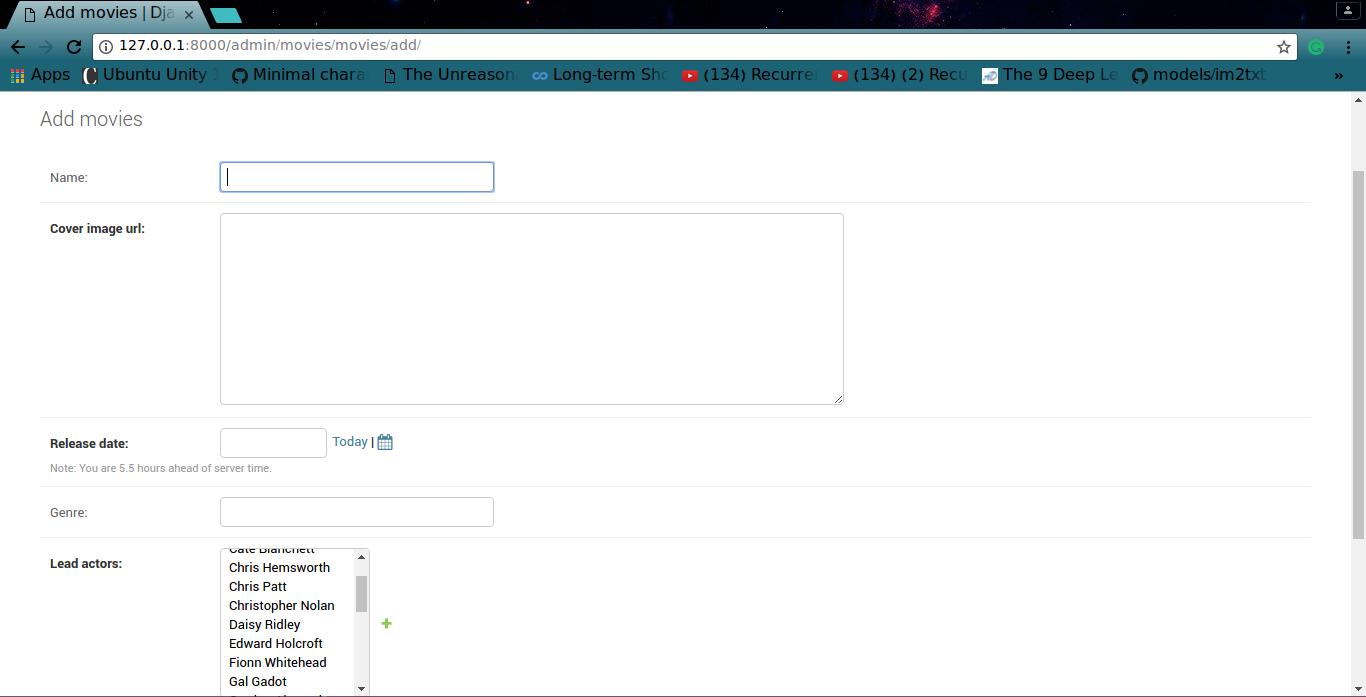 Add movies | Dja
127.0.0.1:8000/admin/movies/movies/add/
Apps Ubuntu Unity Minimal chara The Unreason Long-term Sho (134) Recurre (134) (2) Recu The 9 Deep Le models/im2txt »
Add movies
Name:
Cover image url:
Release date: Today |
Note: You are 5.5 hours ahead of server time.
Genre:
Lead actors:
Cate Blanchett
Chris Hemsworth
Chris Patt
Christopher Nolan
Daisy Ridley
Edward Holcroft
Fionn Whitehead
Gal Gadot